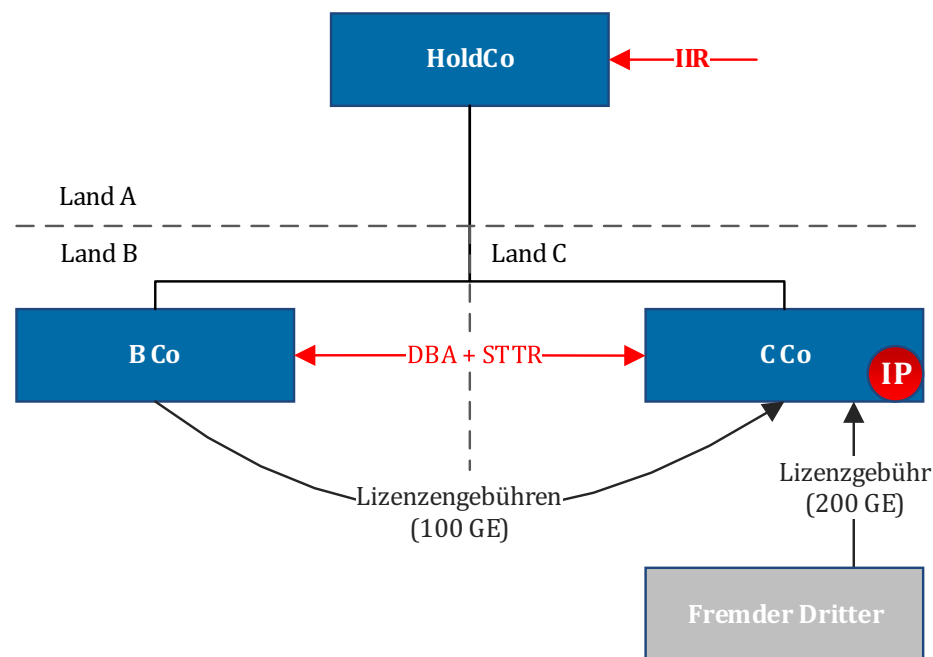 HoldCo
IIR
Land A
Land B
Land C
B Co
DBA + STTR
C Co
IP
Lizenzengebühren
(100 GE)
Lizenzgebühr
(200 GE)
Fremder Dritter